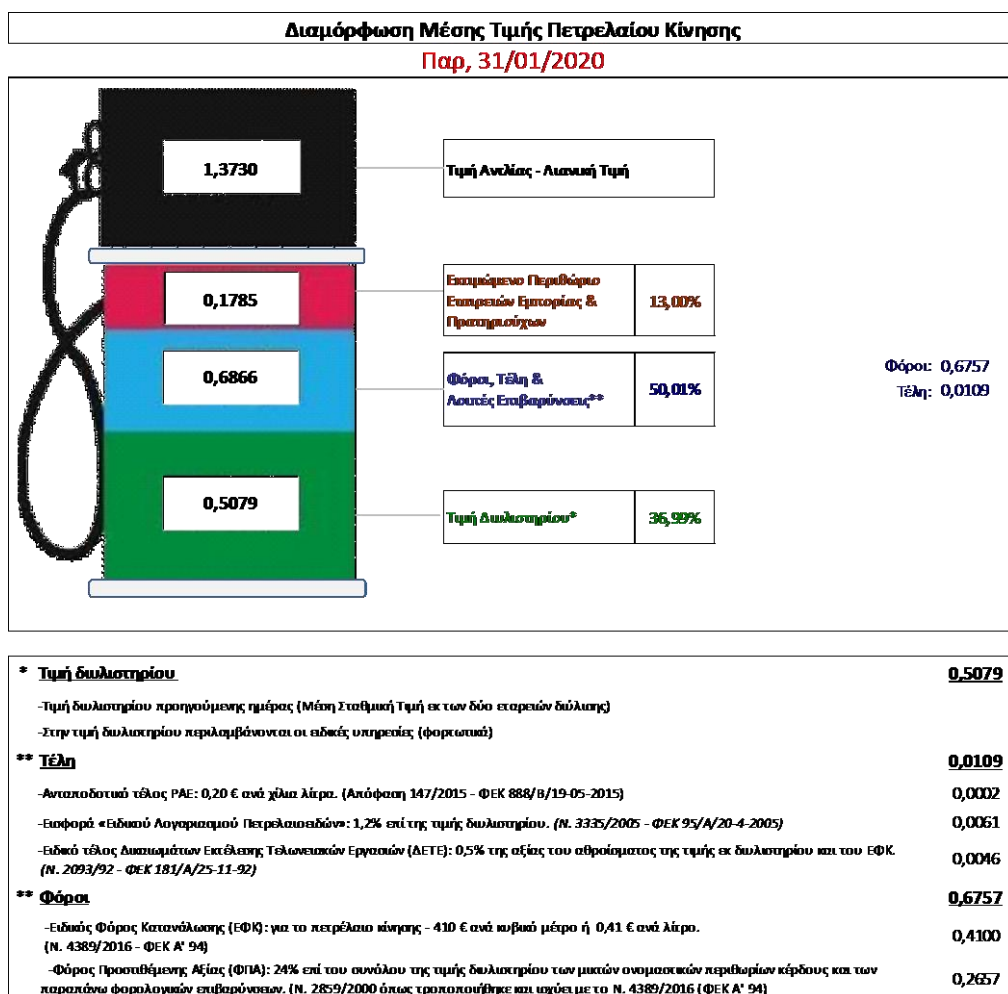 Διαμόρφωση Μέσης Τιμής Πετρελαίου Κίνησης
Παρ, 31/01/2020
1,3730
Τιμή Αντλίας - Λιανική Τιμή
0,1785
Εκτιμώμενο Περιθώριο
Εταιρειών Εμπορίας &
Πρατηριούχων
13,00%
0,6866
Φόροι, Τέλη &
Λοιπές Επιβαρύνσεις**
50,01%
Φόροι: 0,6757
Τέλη: 0,0109
0,5079
Τιμή Διυλιστηρίου*
36,99%
* Τιμή διυλιστηρίου 0,5079
-Τιμή διυλιστηρίου προηγούμενης ημέρας (Μέση Σταθμική Τιμή εκ των δύο εταρειών διύλισης)
-Στην τιμή διυλιστηρίου περιλαμβάνονται οι ειδικές υπηρεσίες (φορτωτικά)
** Τέλη 0,0109
-Ανταποδοτικό τέλος ΡΑΕ: 0,20 € ανά χίλια λίτρα. (Απόφαση 147/2015 - ΦΕΚ 888/Β/19-05-2015) 0,0002
-Εισφορά «Ειδικού Λογαριασμού Πετρελαιοειδών»: 1,2% επί της τιμής διυλιστηρίου. (Ν. 3335/2005 - ΦΕΚ 95/Α/20-4-2005) 0,0061
-Ειδικό τέλος Δικαιωμάτων Εκτέλεσης Τελωνειακών Εργασιών (ΔΕΤΕ): 0,5% της αξίας του αθροίσματος της τιμής εκ διυλιστηρίου και του ΕΦΚ.
(Ν. 2093/92 - ΦΕΚ 181/Α/25-11-92) 0,0046
** Φόροι 0,6757
-Ειδικός Φόρος Κατανάλωσης (ΕΦΚ): για το πετρέλαιο κίνησης - 410 € ανά κυβικό μέτρο ή 0,41 € ανά λίτρο.
(Ν. 4389/2016 - ΦΕΚ Α' 94) 0,4100
-Φόρος Προστιθέμενης Αξίας (ΦΠΑ): 24% επί του συνόλου της τιμής διυλιστηρίου των μικτών ονομαστικών περιθωρίων κέρδους και των
παραπάνω φορολογικών επιβαρύνσεων. (Ν. 2859/2000 όπως τροποποιήθηκε και ισχύει με το Ν. 4389/2016 (ΦΕΚ Α' 94) 0,2657